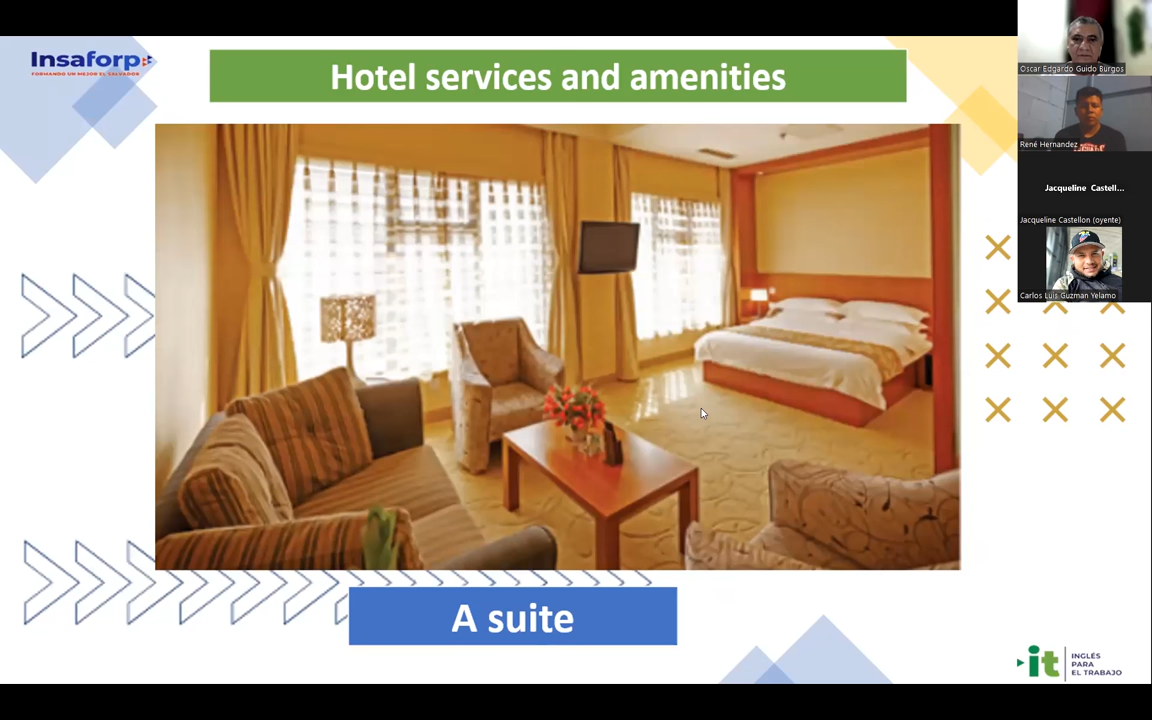 Insaforp
FORMANDO UN MEJOR EL SALVADOR
Hotel services and amenities
A suite
it
INGLÉS
PARA
EL TRABAJO
Oscar Edgardo Guido Burgos
René Hernandez
Jacqueline Castell...
Jacqueline Castellon (oyente)
Carlos Luis Guzman Yelamo